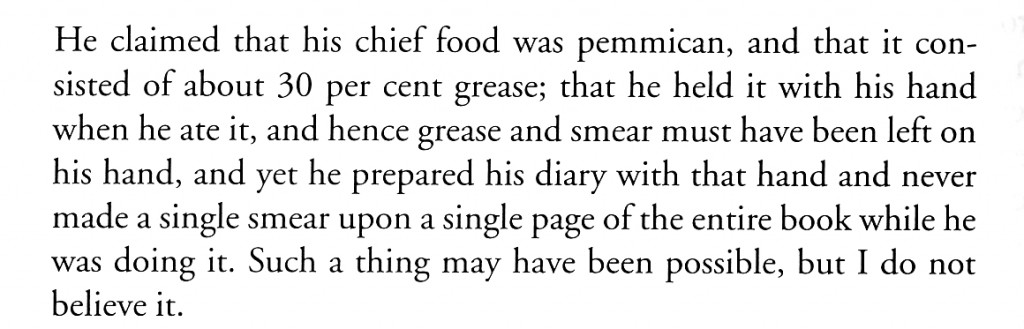 He claimed that his chief food was pemmican, and that it con-
sisted of about 30 per cent grease; that he held it with his hand
when he ate it, and hence grease and smear must have been left on
his hand, and yet he prepared his diary with that hand and never
made a single smear upon a single page of the entire book while he
was doing it. Such a thing may have been possible, but I do not
believe it.